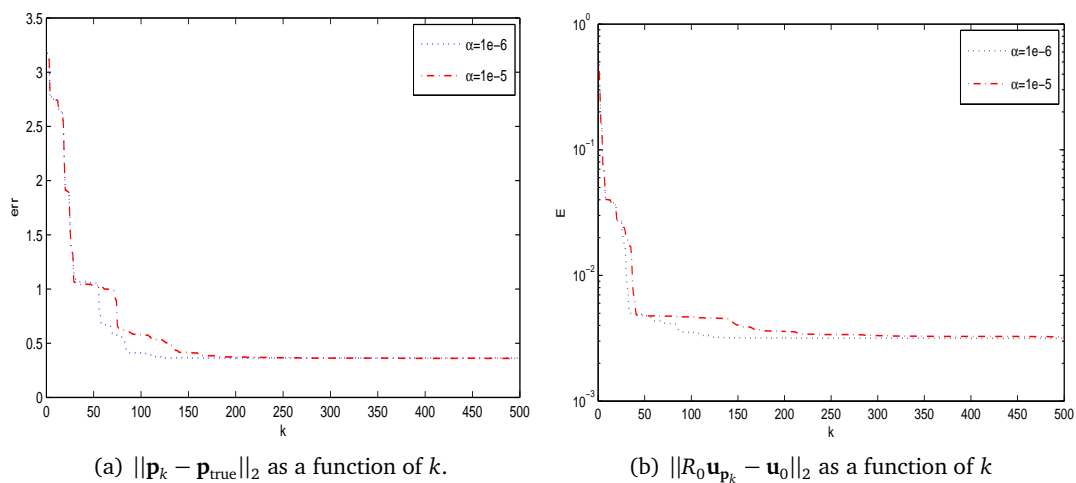 3.5
3
2.5
2
1.5
1
0.5
0
err
0 50 100 150 200 250 300 350 400 450 500
k
α=1e-6
α=1e-5
(a) ||p_k − p_true||_2 as a function of k.
10^0
10^−1
10^−2
10^−3
E
0 50 100 150 200 250 300 350 400 450 500
k
α=1e-6
α=1e-5
(b) ||R_0 u_{p_k} − u_0||_2 as a function of k